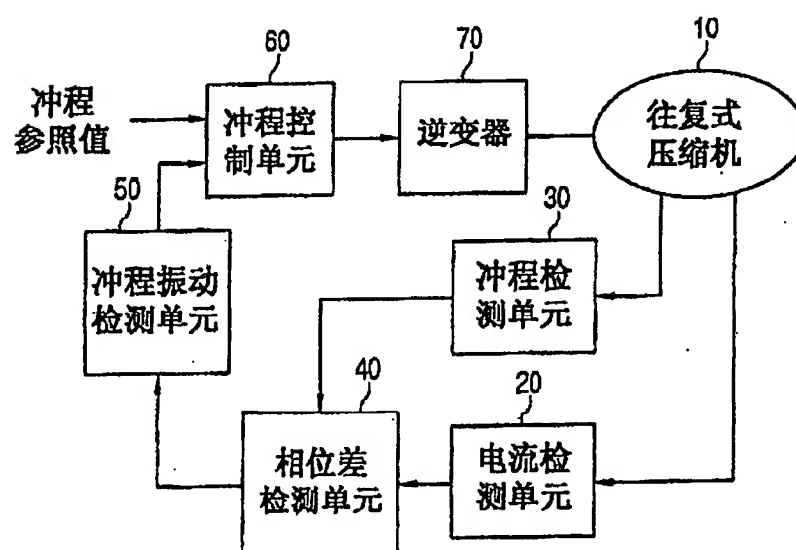 60
70
10
冲程
参照值
冲程控
制单元
逆变器
往复式
压缩机
50
30
冲程振动
检测单元
冲程检
测单元
40
20
相位差
检测单元
电流检
测单元